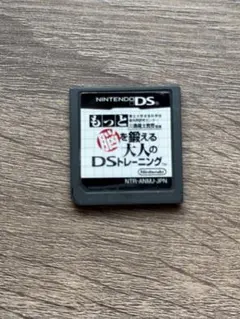 NINTENDO DS
もっと
脳を鍛える
大人の
DSトレーニング
Nintendo
NTR-ANMJ-JPN